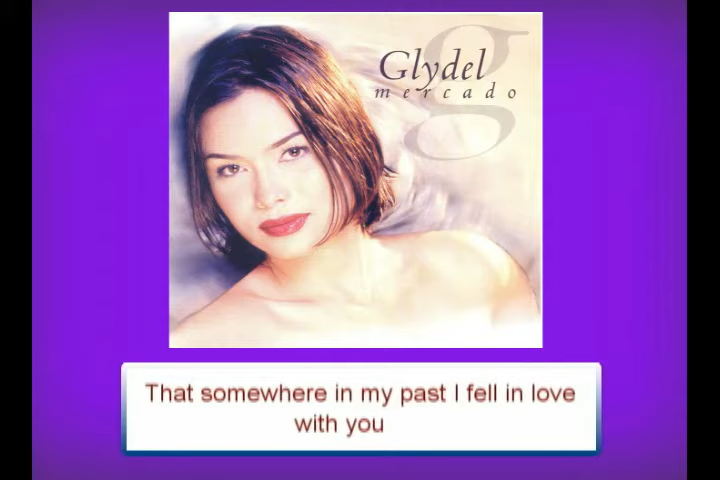 Glydel
mercado
g
That somewhere in my past I fell in love
with you